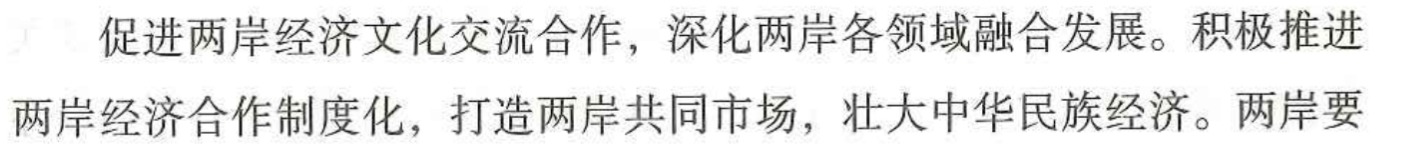 促进两岸经济文化交流合作，深化两岸各领域融合发展。积极推进
两岸经济合作制度化，打造两岸共同市场，壮大中华民族经济。两岸要